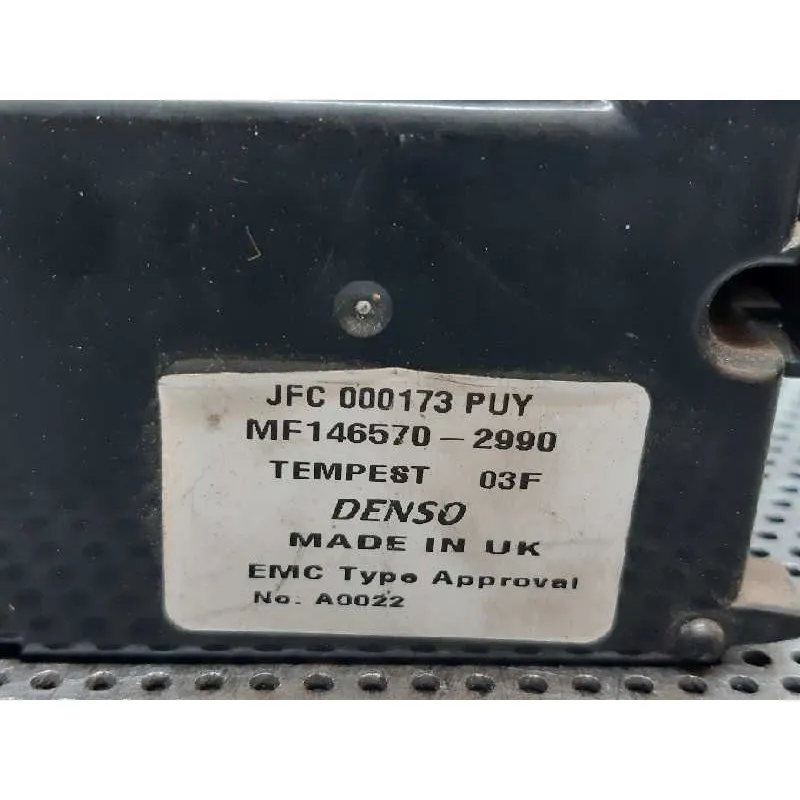 JFC 000173 PUY
MF146570-2990
TEMPEST 03F
DENSO
MADE IN UK
EMC Type Approval
No. A0022